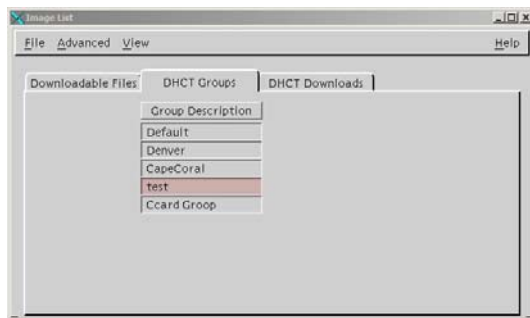 Image List
File Advanced View Help
Downloadable Files DHCT Groups DHCT Downloads
Group Description
Default
Denver
CapeCoral
test
Ccard Groop